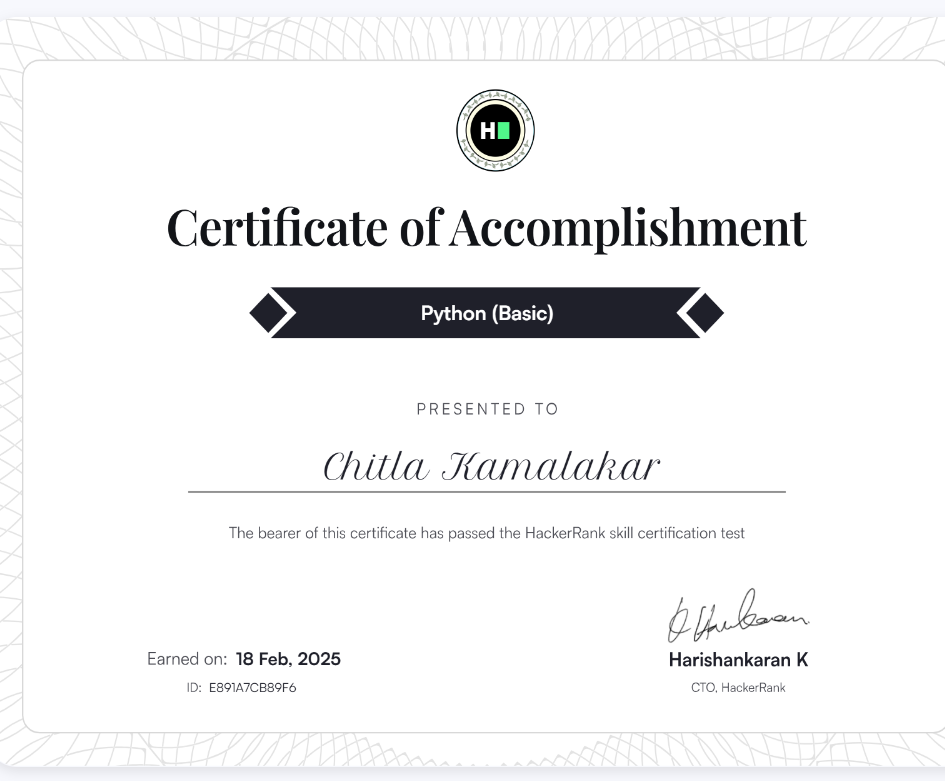 H
Certificate of Accomplishment
Python (Basic)
PRESENTED TO
Chitla Kamalakar
The bearer of this certificate has passed the HackerRank skill certification test
Earned on: 18 Feb, 2025
ID: E891A7CB89F6
Harishankaran K
CTO, HackerRank